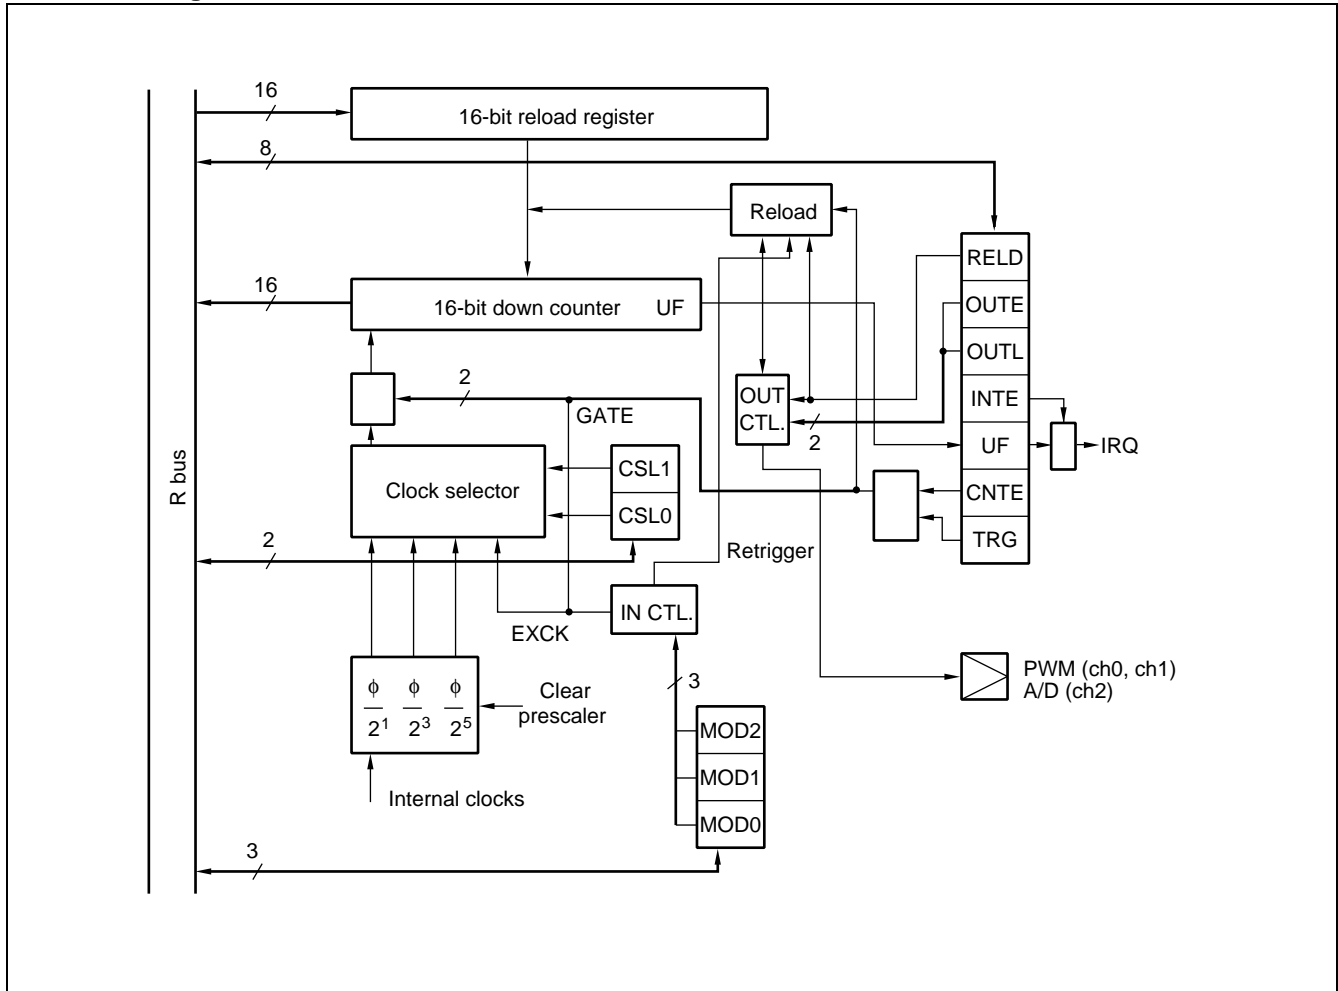 16
16-bit reload register
8
Reload
RELD
16
16-bit down counter UF
OUTE
OUTL
2
OUT
CTL.
INTE
GATE
2
UF
IRQ
R bus
Clock selector
CSL1
CSL0
CNTE
TRG
2
Retrigger
IN CTL.
EXCK
3
PWM (ch0, ch1)
A/D (ch2)
ϕ ϕ ϕ
2¹ 2³ 2⁵
Clear
prescaler
MOD2
MOD1
MOD0
Internal clocks
3